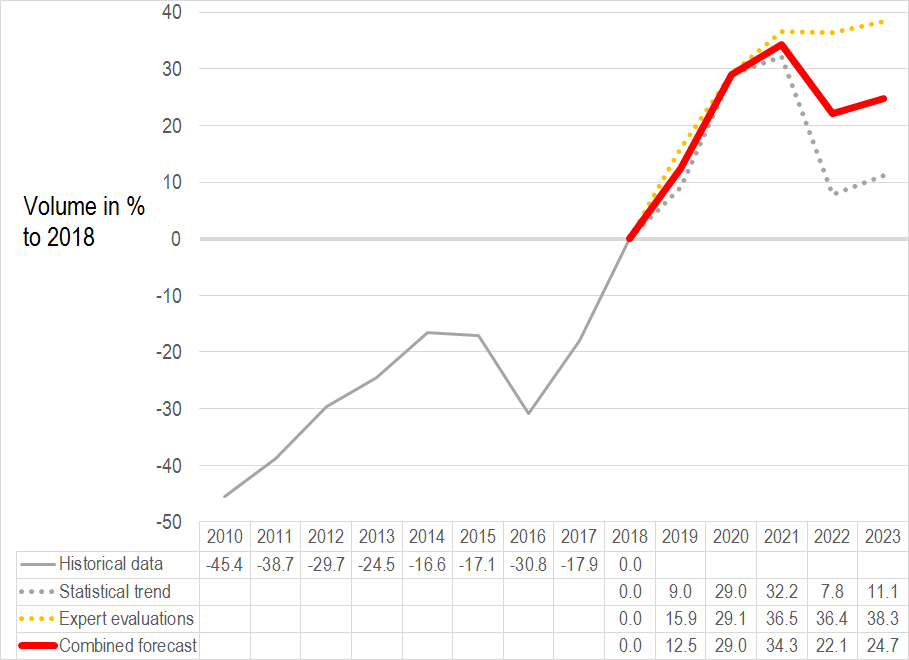 40
30
20
10
Volume in %
to 2018
0
-10
-20
-30
-40
-50
2010 2011 2012 2013 2014 2015 2016 2017 2018 2019 2020 2021 2022 2023
Historical data -45.4 -38.7 -29.7 -24.5 -16.6 -17.1 -30.8 -17.9 0.0
Statistical trend 0.0 9.0 29.0 32.2 7.8 11.1
Expert evaluations 0.0 15.9 29.1 36.5 36.4 38.3
Combined forecast 0.0 12.5 29.0 34.3 22.1 24.7